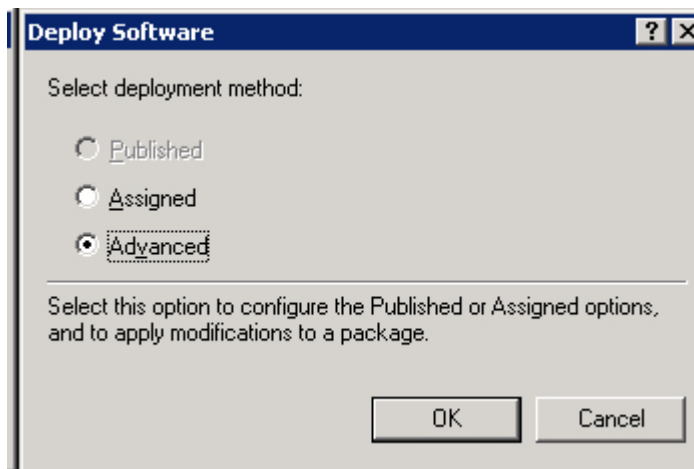 Deploy Software
Select deployment method:
Published
Assigned
Advanced
Select this option to configure the Published or Assigned options,
and to apply modifications to a package.
OK
Cancel